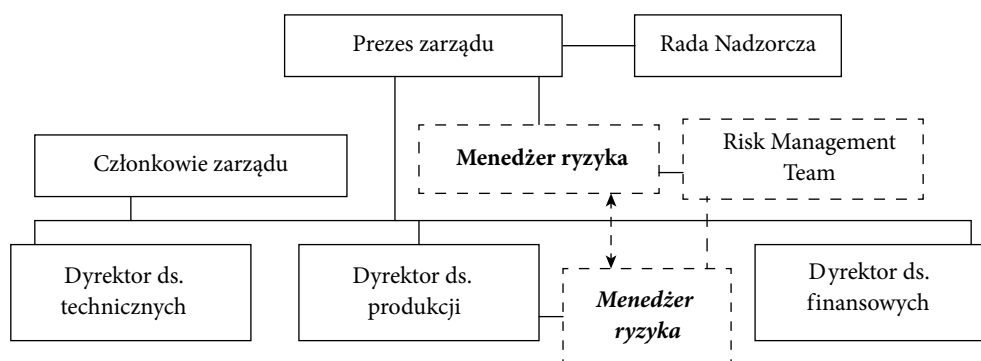 Prezes zarządu
Rada Nadzorcza
Członkowie zarządu
Menedżer ryzyka
Risk Management
Team
Dyrektor ds.
technicznych
Dyrektor ds.
produkcji
Menedżer
ryzyka
Dyrektor ds.
finansowych